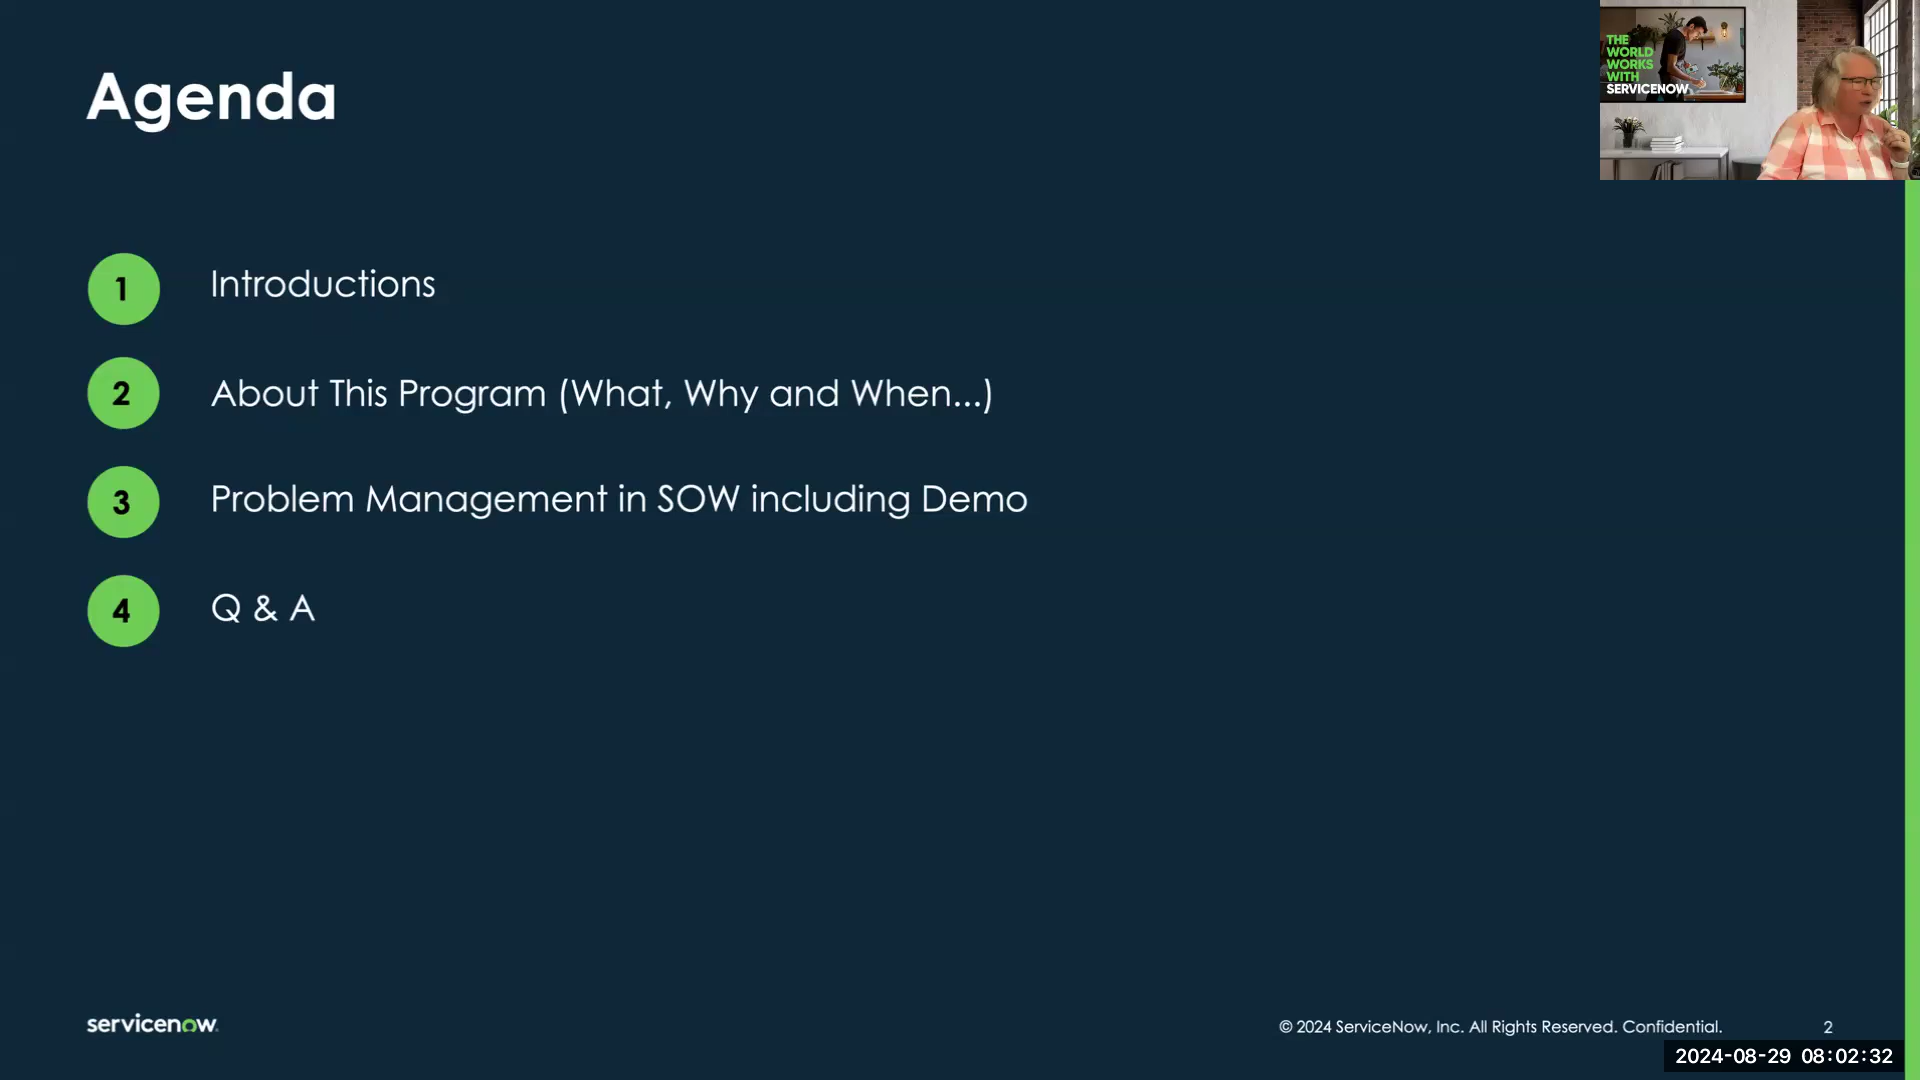 Agenda
THE
WORLD
WORKS
WITH
SERVICENOW
1 Introductions
2 About This Program (What, Why and When...)
3 Problem Management in SOW including Demo
4 Q & A
servicenow
© 2024 ServiceNow, Inc. All Rights Reserved. Confidential. 2
2024-08-29 08:02:32